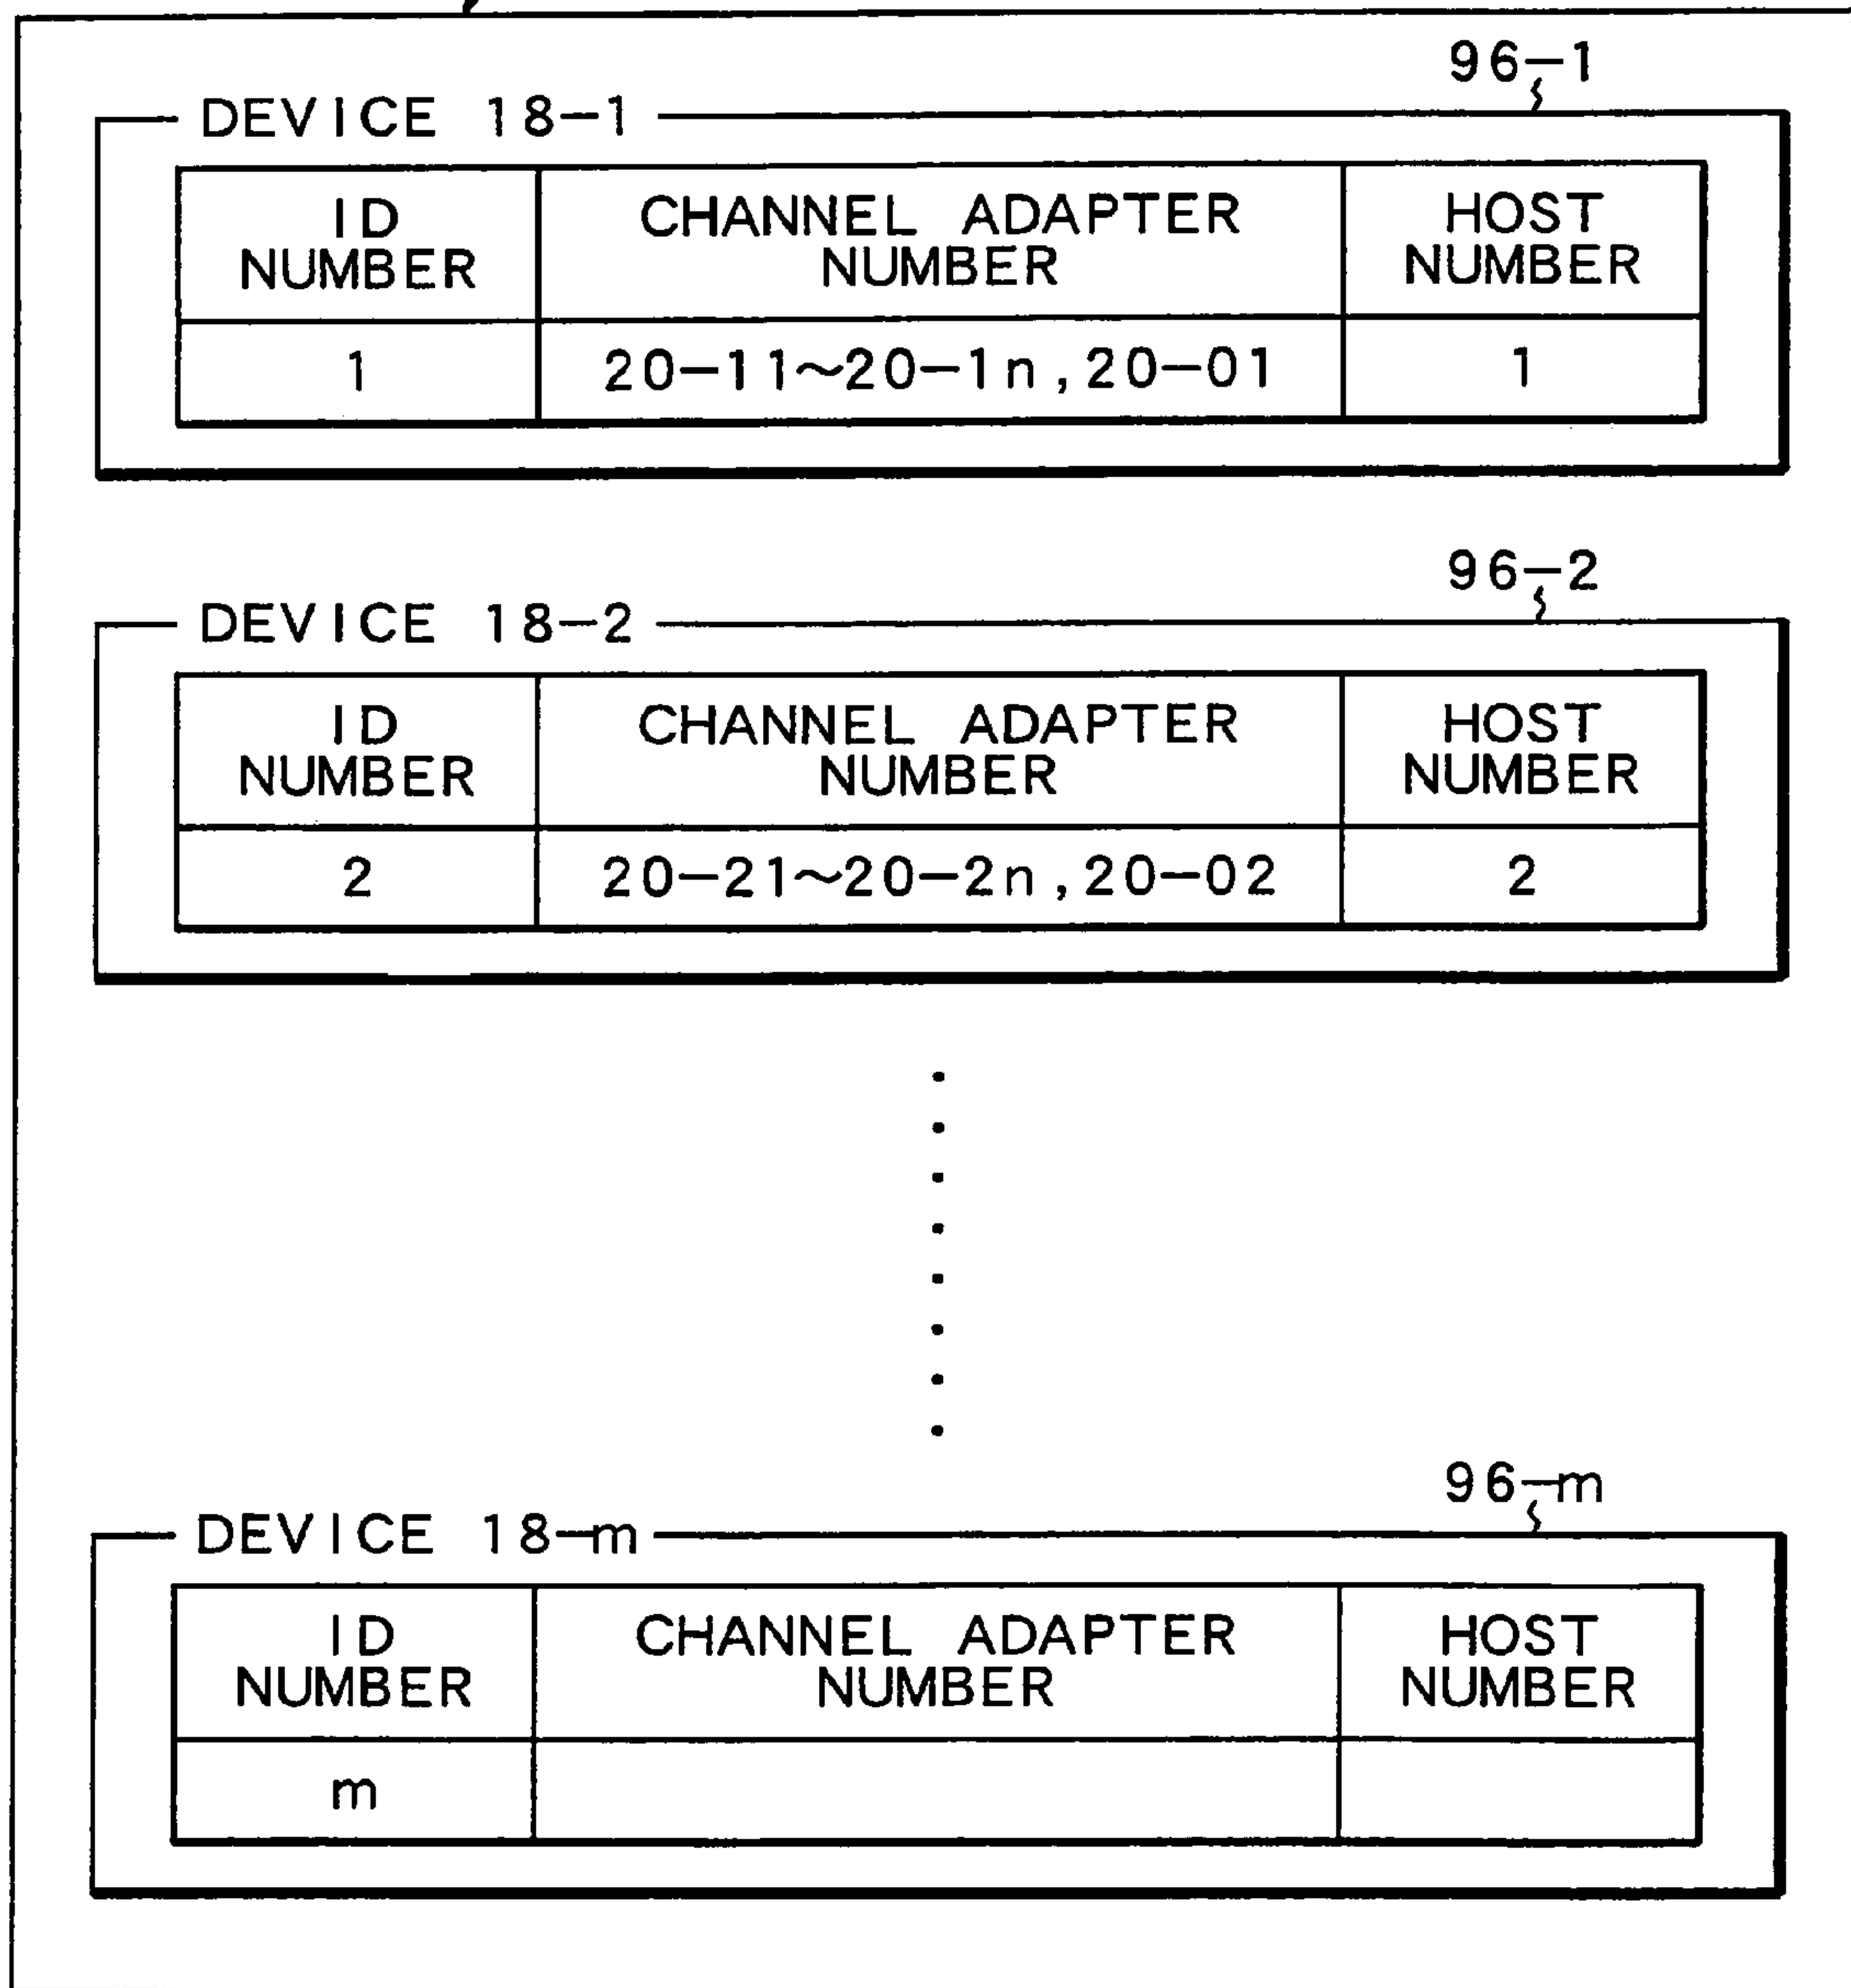 96-1
DEVICE 18-1
ID NUMBER CHANNEL ADAPTER NUMBER HOST NUMBER
1 20-11~20-1n,20-01 1
96-2
DEVICE 18-2
ID NUMBER CHANNEL ADAPTER NUMBER HOST NUMBER
2 20-21~20-2n,20-02 2
96-m
DEVICE 18-m
ID NUMBER CHANNEL ADAPTER NUMBER HOST NUMBER
m